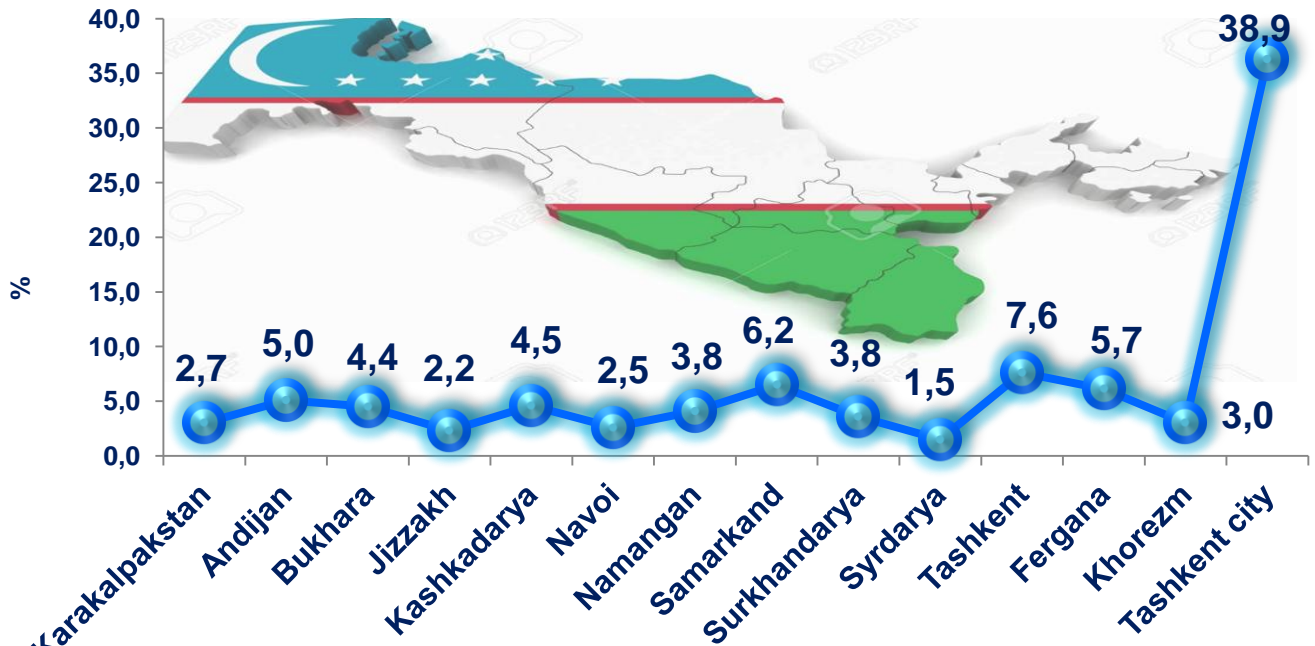 40,0
35,0
30,0
25,0
20,0
15,0
10,0
5,0
0,0
%
2,7
5,0
4,4
2,2
4,5
2,5
3,8
6,2
3,8
1,5
7,6
5,7
3,0
38,9
Karakalpakstan
Andijan
Bukhara
Jizzakh
Kashkadarya
Navoi
Namangan
Samarkand
Surkhandarya
Syrdarya
Tashkent
Fergana
Khorezm
Tashkent city
123RF
123RF
123RF